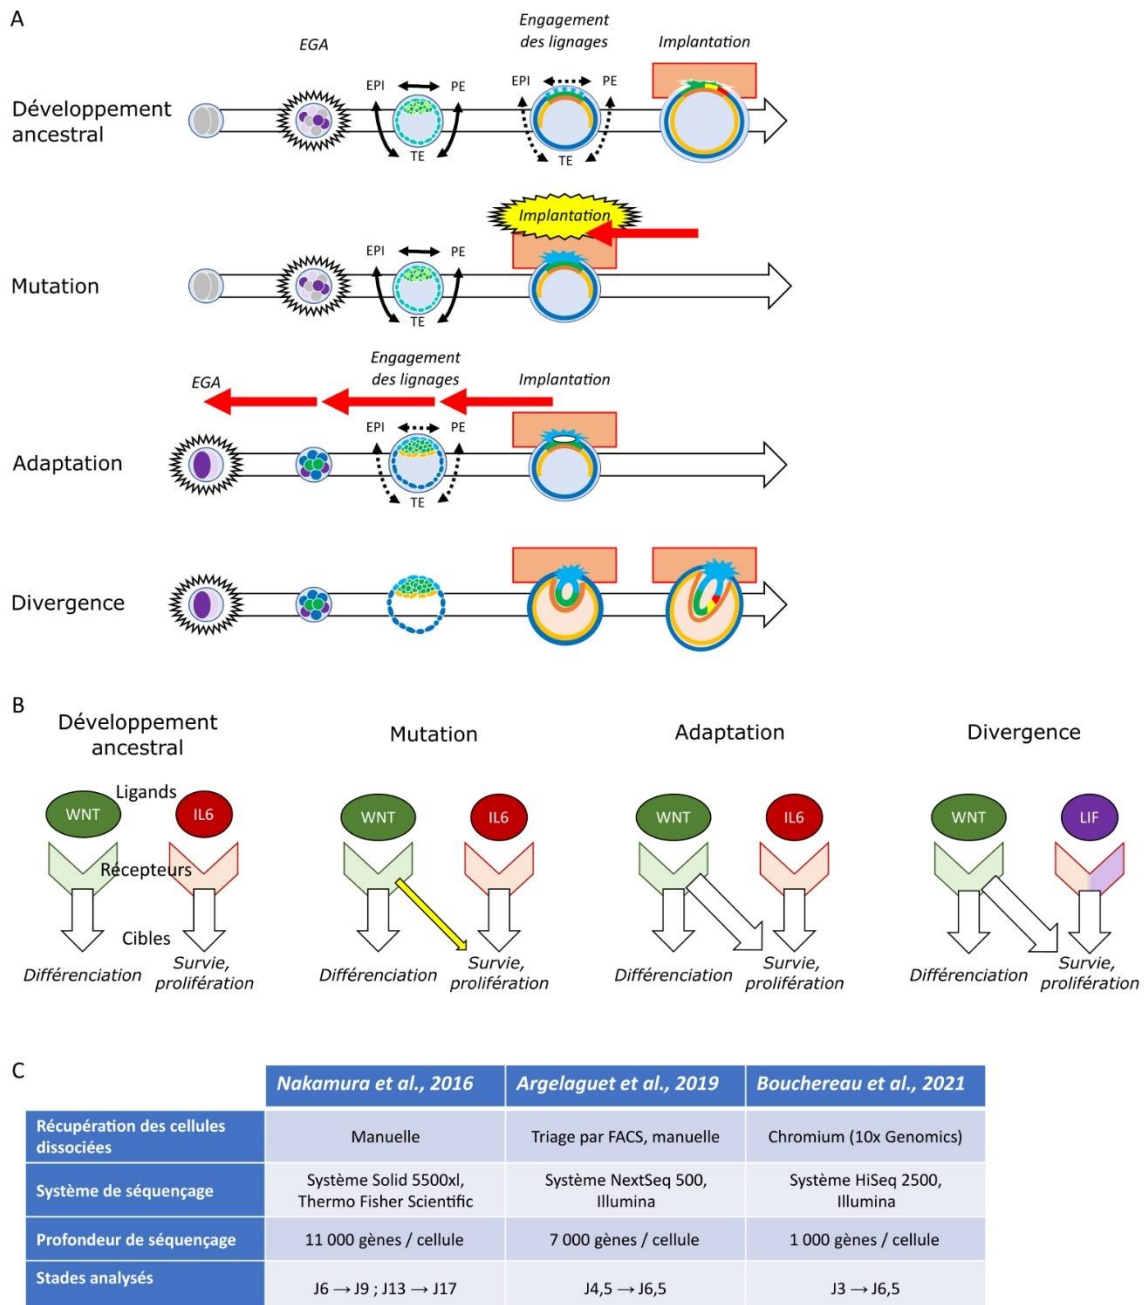 A
EGA
Engagement
des lignages
Implantation
Développement
ancestral
EPI
PE
TE
EPI
PE
TE
Mutation
Implantation
EPI
PE
TE
Adaptation
EGA
Engagement
des lignages
Implantation
EPI
PE
TE
Divergence
B
Développement
ancestral
Mutation
Adaptation
Divergence
Ligands
WNT
IL6
WNT
IL6
WNT
IL6
WNT
LIF
Récepteurs
Cibles
Différenciation
Survie,
prolifération
Différenciation
Survie,
prolifération
Différenciation
Survie,
prolifération
Différenciation
Survie,
prolifération
C
Nakamura et al., 2016 Argelaguet et al., 2019 Bouchereau et al., 2021
Récupération des cellules
dissociées
Manuelle
Triage par FACS, manuelle
Chromium (10x Genomics)
Système de séquençage
Système Solid 5500xl,
Thermo Fisher Scientific
Système NextSeq 500,
Illumina
Système HiSeq 2500,
Illumina
Profondeur de séquençage
11 000 gènes / cellule
7 000 gènes / cellule
1 000 gènes / cellule
Stades analysés
J6 → J9 ; J13 → J17
J4,5 → J6,5
J3 → J6,5